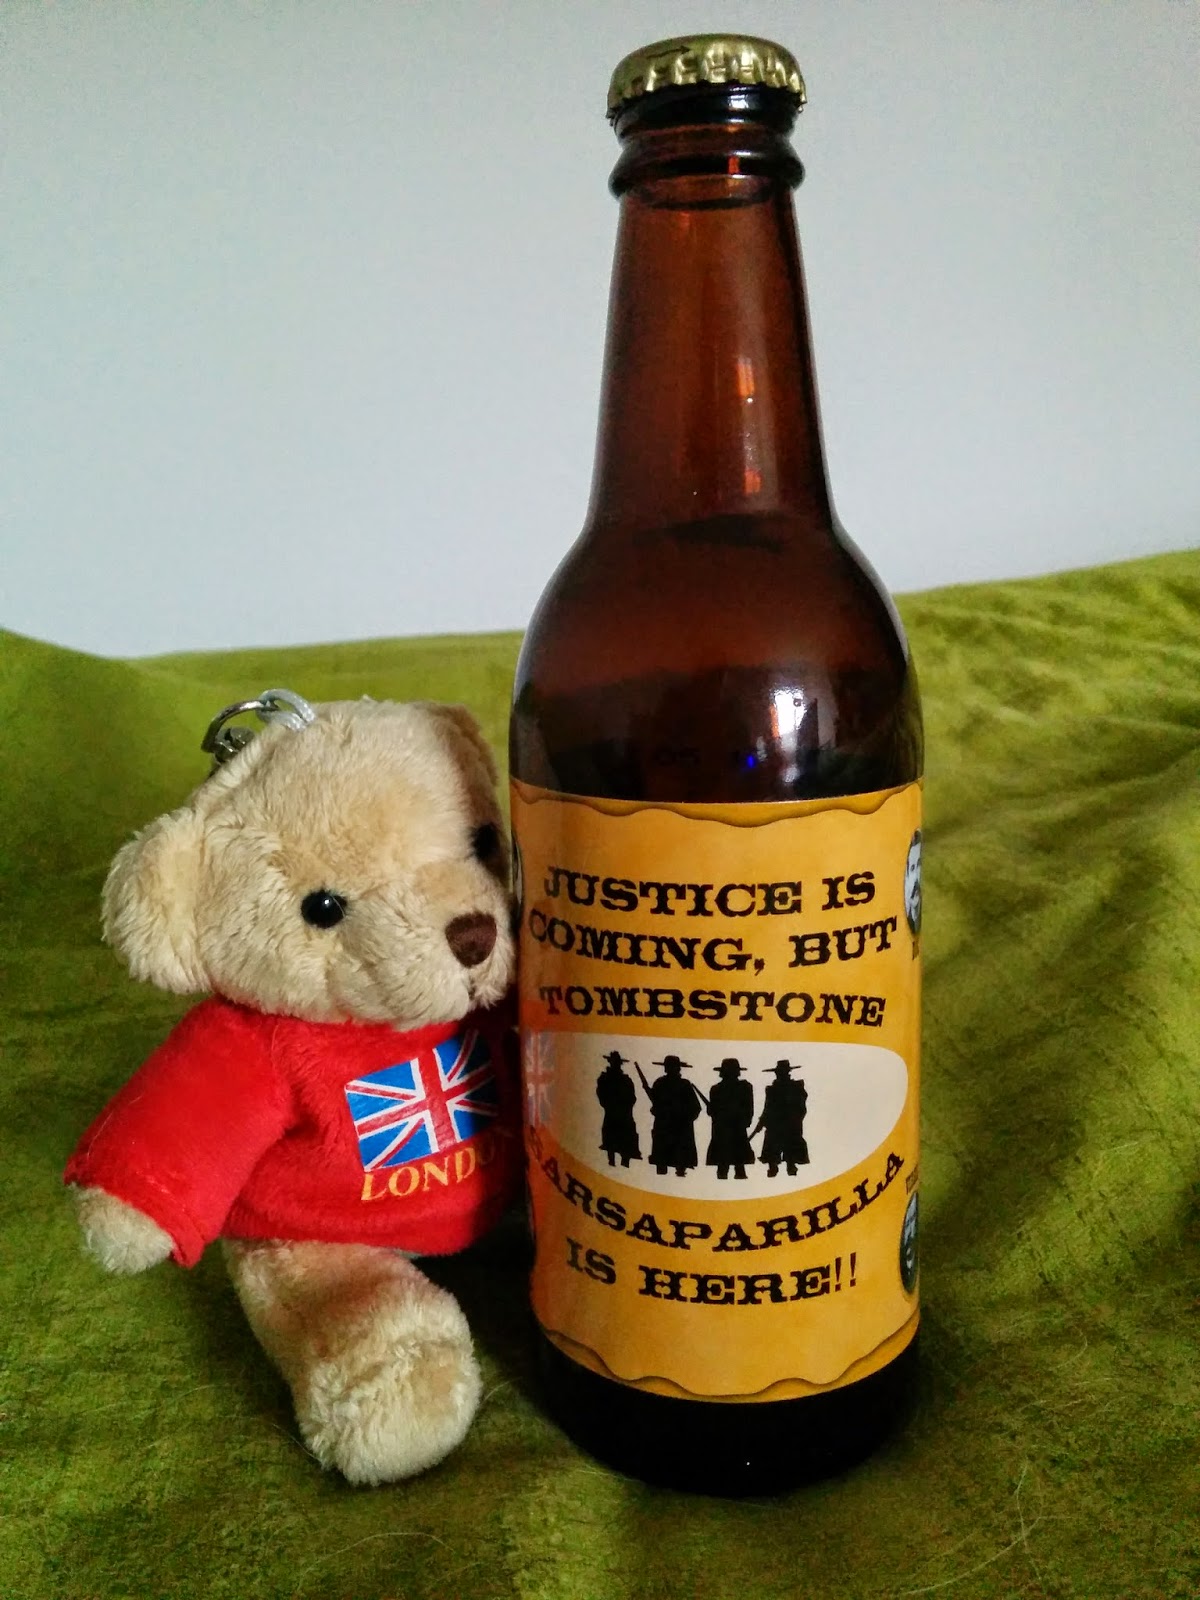 JUSTICE IS
COMING, BUT
TOMBSTONE
SARSAPARILLA
IS HERE!!
LONDON